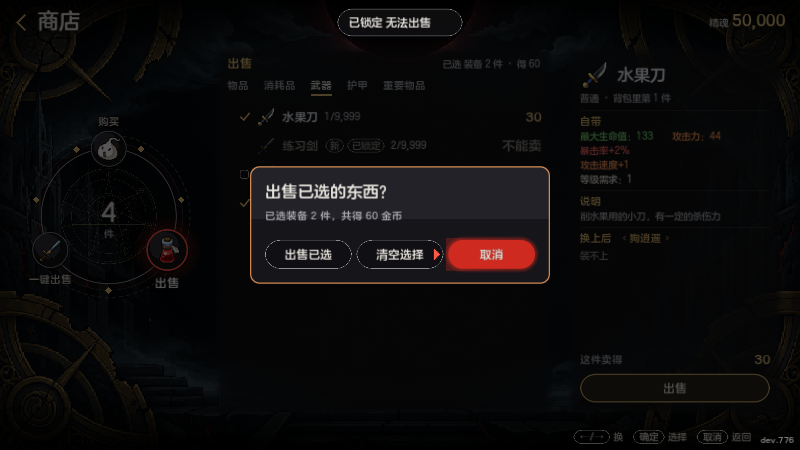 商店
已锁定 无法出售
精魂 50,000
出售
已选 装备 2 件 · 得 60
物品 消耗品 武器 护甲 重要物品
水果刀 1/9,999 30
练习剑 新 已锁定 2/9,999 不能卖
购买
4
件
一键出售
出售
出售已选的东西?
已选装备 2 件，共得 60 金币
出售已选
清空选择
取消
水果刀
普通 · 背包里第 1 件
自带
最大生命值: 133 攻击力: 44
暴击率+2%
攻击速度+1
等级需求: 1
说明
削水果用的小刀，有一定的杀伤力
换上后 ‹狗逍遥›
装不上
这件卖得 30
出售
←/→ 换 确定 选择 取消 返回
dev.776